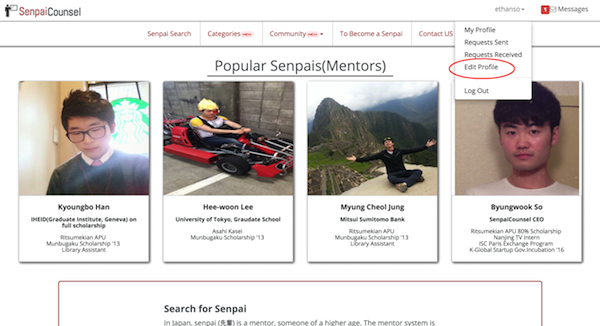 SenpaiCounsel
ethanso
1 Messages
Senpai Search Categories NEW Community NEW To Become a Senpai Contact US
My Profile
Requests Sent
Requests Received
Edit Profile
Log Out
Popular Senpais(Mentors)
Kyoungbo Han
IHEID(Graduate Institute, Geneva) on
full scholarship
Ritsumeikan APU
Munbugaku Scholarship '13
Library Assistant
Hee-woon Lee
University of Tokyo, Graudate School
Asahi Kasei
Munbugaku Scholarship '13
Myung Cheol Jung
Mitsui Sumitomo Bank
Ritsumeikan APU
Munbugaku Scholarship '13
Library Assistant
Byungwook So
SenpaiCounsel CEO
Ritsumeikan APU 80% Scholarship
Nanjing TV Intern
ISC Paris Exchange Program
K-Global Startup Gov.Incubation '16
Search for Senpai
In Japan, senpai (先輩) is a mentor, someone of a higher age. The mentor system is